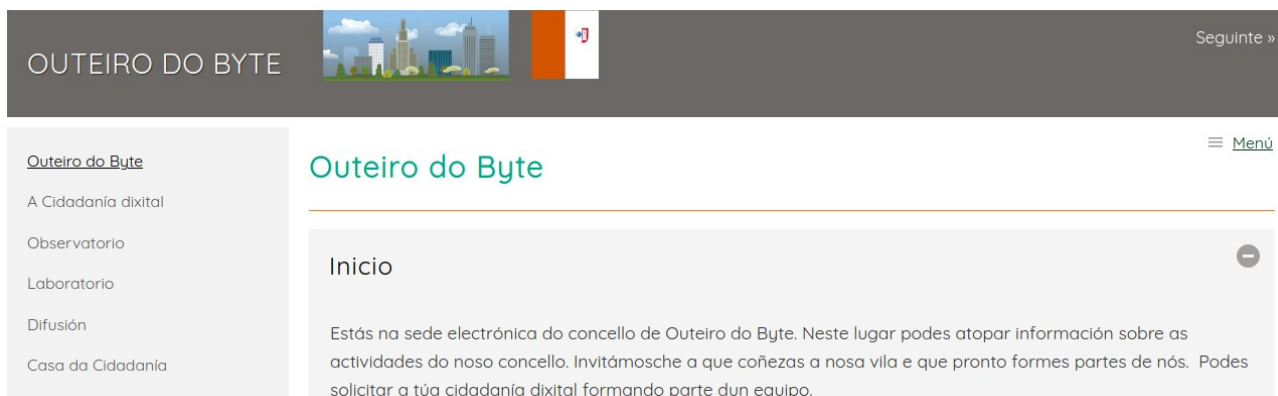 OUTEIRO DO BYTE
Seguinte »
Outeiro do Byte
A Cidadanía dixital
Observatorio
Laboratorio
Difusión
Casa da Cidadanía
Menú
Outeiro do Byte
Inicio
Estás na sede electrónica do concello de Outeiro do Byte. Neste lugar podes atopar información sobre as
actividades do noso concello. Invitámosche a que coñezas a nosa vila e que pronto formes partes de nós. Podes
solicitar a túa cidadanía dixital formando parte dun equipo.